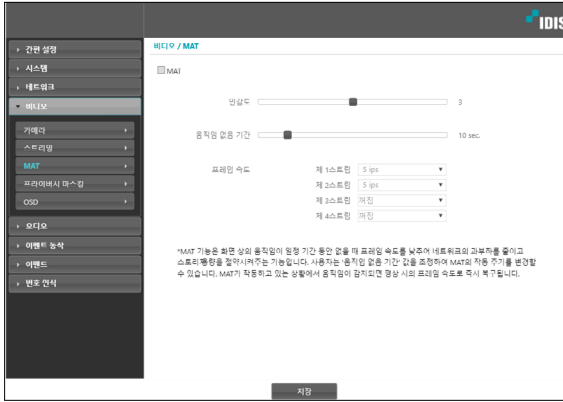 IDIS
비디오 / MAT
간편 설정
시스템
네트워크
비디오
카메라
스트리밍
MAT
프라이버시 마스킹
OSD
오디오
이벤트 동작
이벤트
번호 인식
MAT
민감도 3
움직임 없음 기간 10 sec.
프레임 속도 제 1스트림 5 ips
제 2스트림 5 ips
제 3스트림 꺼짐
제 4스트림 꺼짐
*MAT 기능은 화면 상의 움직임이 일정 기간 동안 없을 때 프레임 속도를 낮추어 네트워크의 과부하를 줄이고
스토리지 용량을 절약시켜주는 기능입니다. 사용자는 '움직임 없음 기간' 값을 조정하여 MAT의 작동 주기를 변경할
수 있습니다. MAT가 작동하고 있는 상황에서 움직임이 감지되면 평상 시의 프레임 속도로 즉시 복구됩니다.
저장